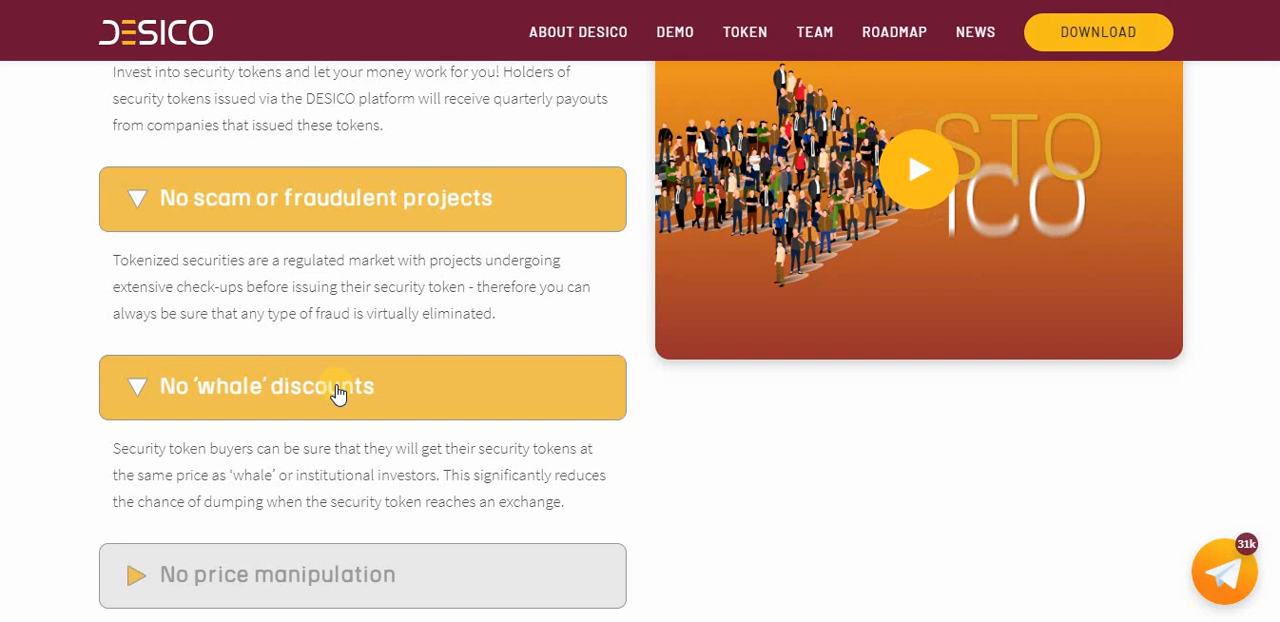 DESICO
ABOUT DESICO DEMO TOKEN TEAM ROADMAP NEWS DOWNLOAD
Invest into security tokens and let your money work for you! Holders of
security tokens issued via the DESICO platform will receive quarterly payouts
from companies that issued these tokens.
No scam or fraudulent projects
Tokenized securities are a regulated market with projects undergoing
extensive check-ups before issuing their security token - therefore you can
always be sure that any type of fraud is virtually eliminated.
No ‘whale’ discounts
Security token buyers can be sure that they will get their security tokens at
the same price as ‘whale’ or institutional investors. This significantly reduces
the chance of dumping when the security token reaches an exchange.
No price manipulation
STO
ICO
31k